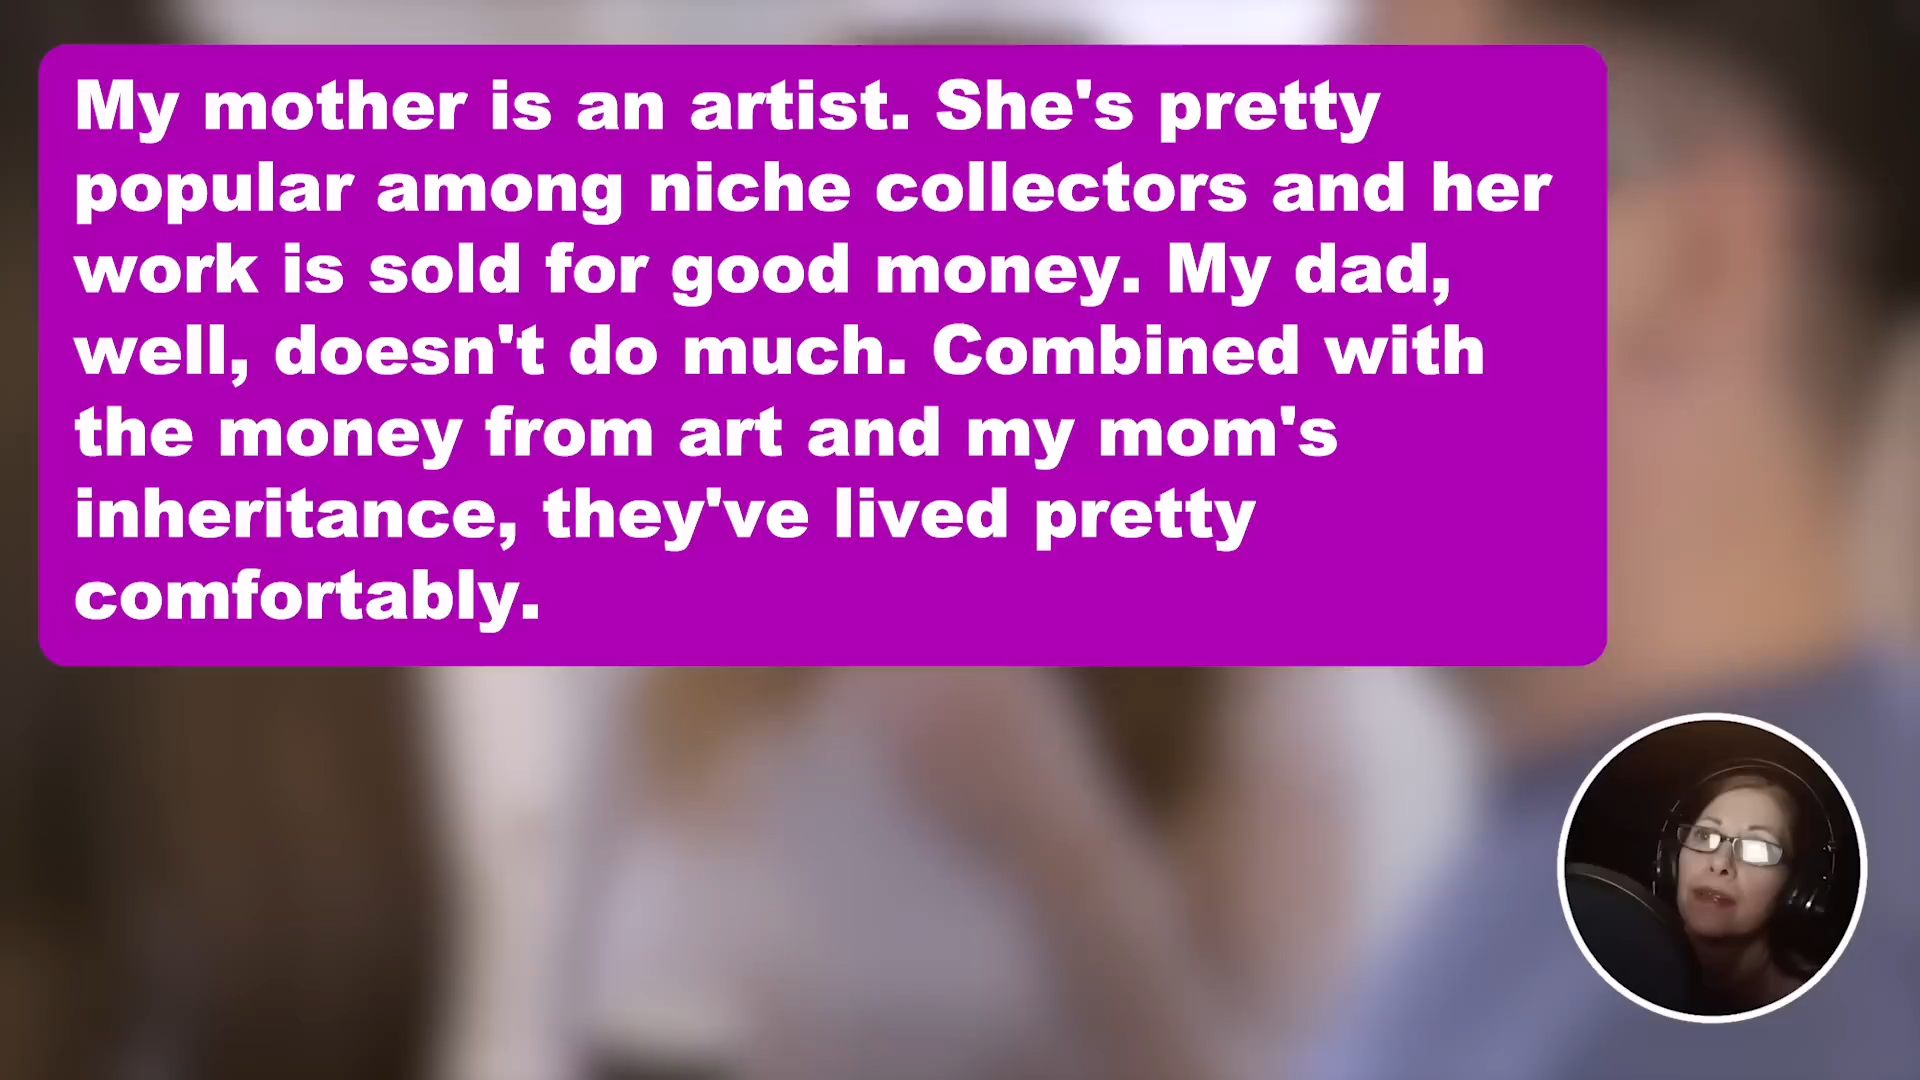 My mother is an artist. She's pretty
popular among niche collectors and her
work is sold for good money. My dad,
well, doesn't do much. Combined with
the money from art and my mom's
inheritance, they've lived pretty
comfortably.